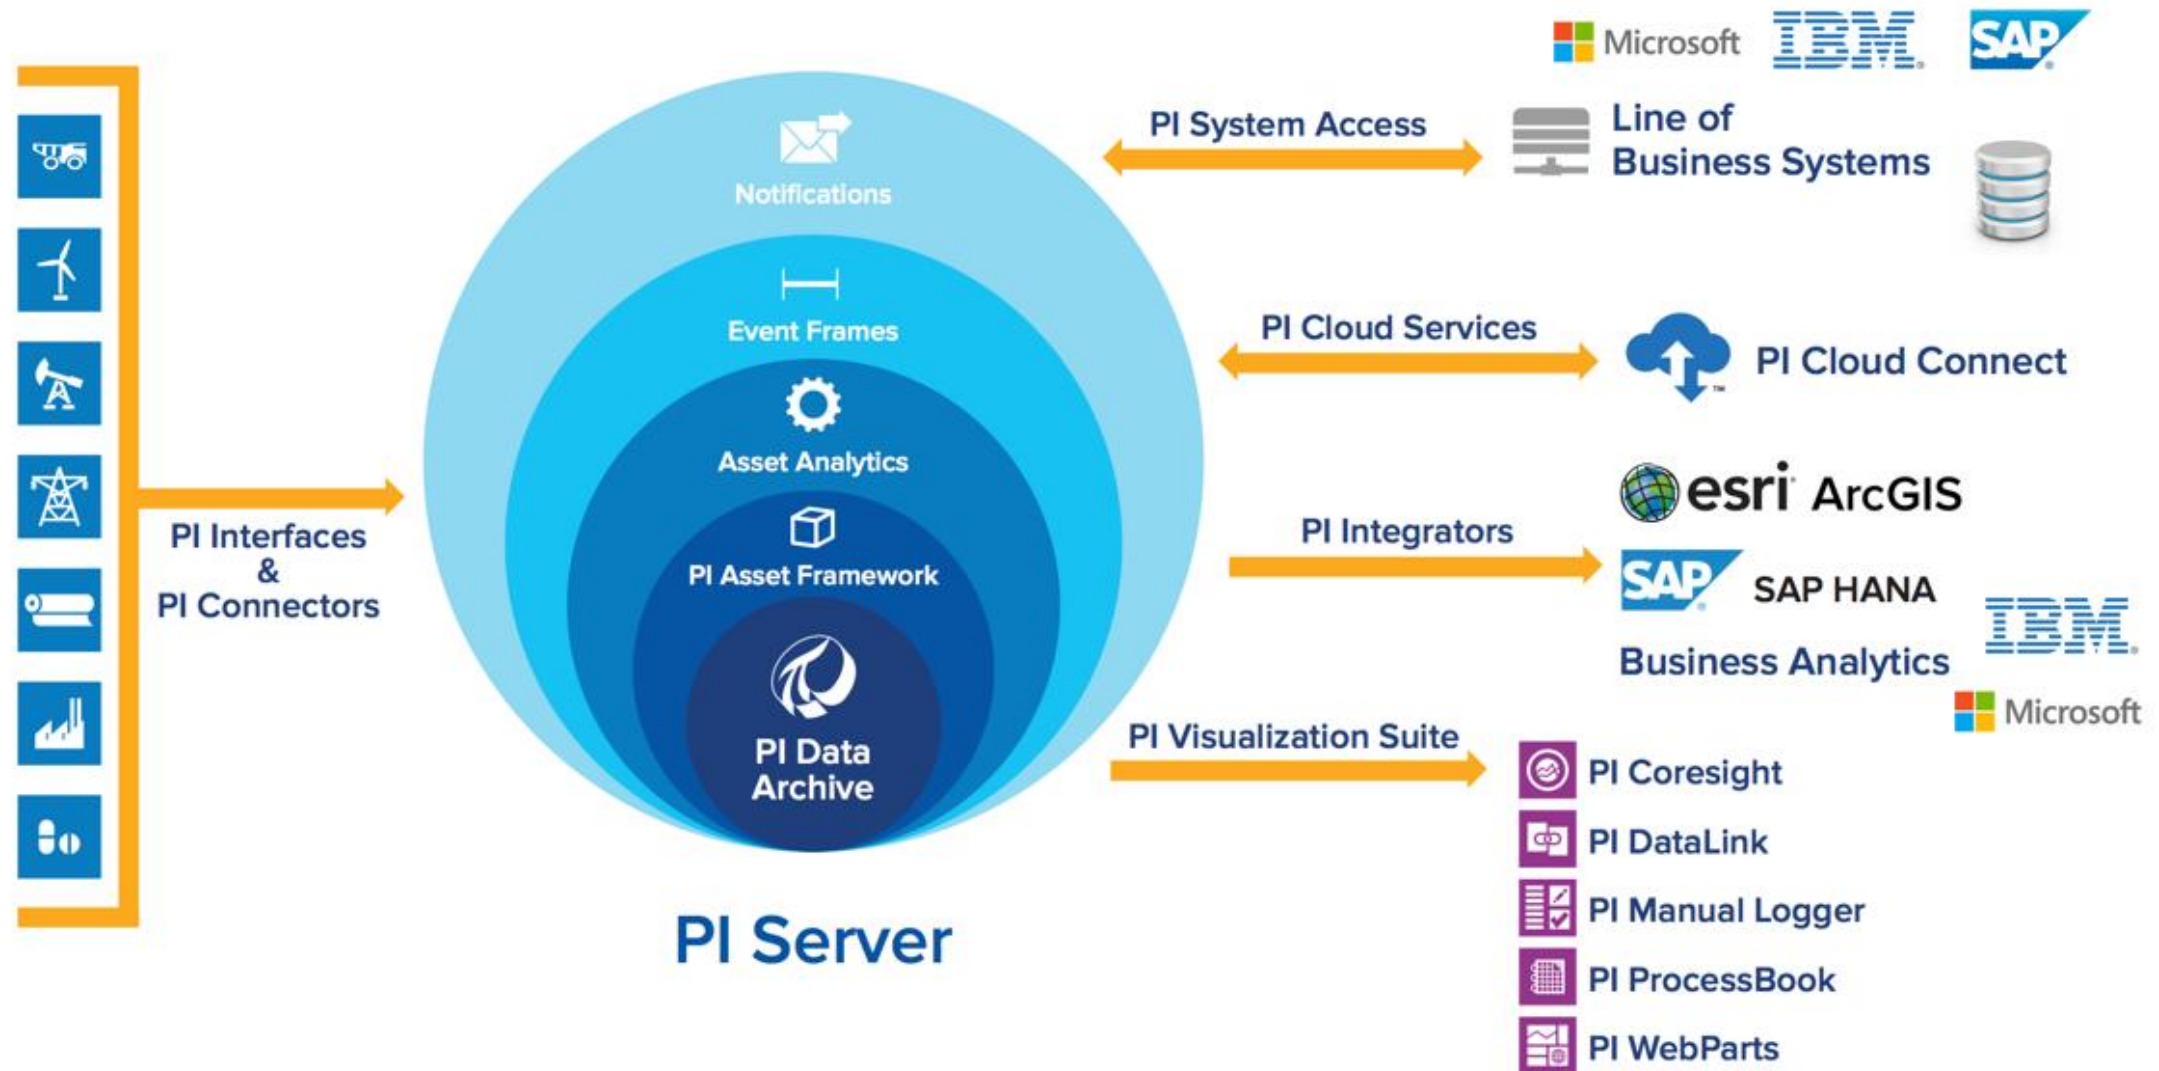 Microsoft IBM SAP
PI System Access
Line of
Business Systems
Notifications
Event Frames
Asset Analytics
PI Asset Framework
PI Data
Archive
PI Server
PI Interfaces
&
PI Connectors
PI Cloud Services
PI Cloud Connect
TM
PI Integrators
esri ArcGIS
SAP SAP HANA
IBM
Business Analytics
Microsoft
PI Visualization Suite
PI Coresight
PI DataLink
PI Manual Logger
PI ProcessBook
PI WebParts